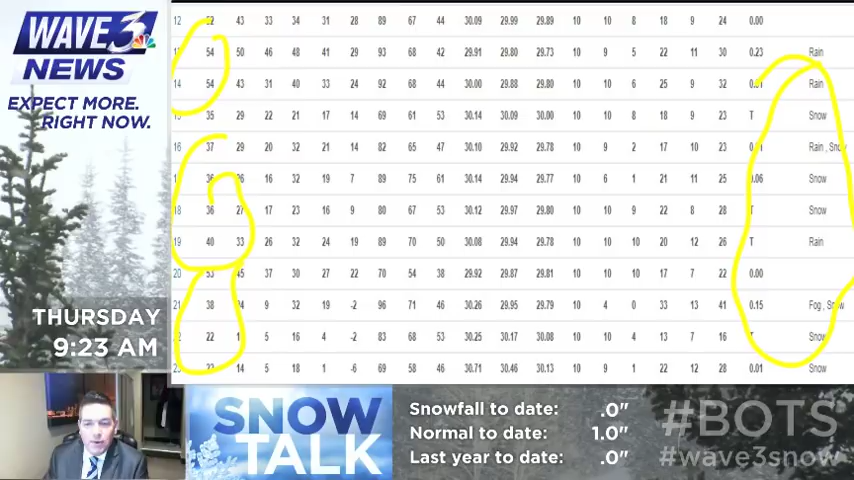 WAVE 3
NEWS
EXPECT MORE.
RIGHT NOW.
12 52 43 33 34 31 28 89 67 44 30.09 29.99 29.89 10 10 8 18 9 24 0.00
54 50 46 48 41 29 93 68 42 29.91 29.80 29.73 10 9 5 22 11 30 0.23 Rain
14 54 43 31 40 33 24 92 68 44 30.00 29.88 29.80 10 10 6 25 9 32 Rain
35 29 22 21 17 14 69 61 53 30.14 30.09 30.00 10 10 8 18 9 23 T Snow
16 37 29 20 32 21 14 82 65 47 30.10 29.92 29.78 10 9 2 17 10 23 Rain , Snow
16 32 19 7 89 75 61 30.14 29.94 29.77 10 6 1 21 11 25 Snow
18 36 27 17 23 16 9 80 67 53 30.12 29.97 29.80 10 10 9 22 8 28 Snow
19 40 33 26 32 24 19 89 70 50 30.08 29.94 29.78 10 10 10 20 12 26 T Rain
20 53 37 30 27 22 70 54 38 29.92 29.87 29.81 10 10 10 17 7 22 0.00
38 9 32 19 -2 96 71 46 30.26 29.95 29.79 10 4 0 33 13 41 0.15 Fog , Snow
22 5 16 4 -2 83 68 53 30.25 30.17 30.08 10 10 4 13 7 16 Snow
14 5 18 1 -6 69 58 46 30.71 30.46 30.13 10 9 1 22 12 28 0.01 Snow
THURSDAY
9:23 AM
SNOW
TALK
Snowfall to date: .0"
Normal to date: 1.0"
Last year to date: .0"
#BOTS
#wave3snow